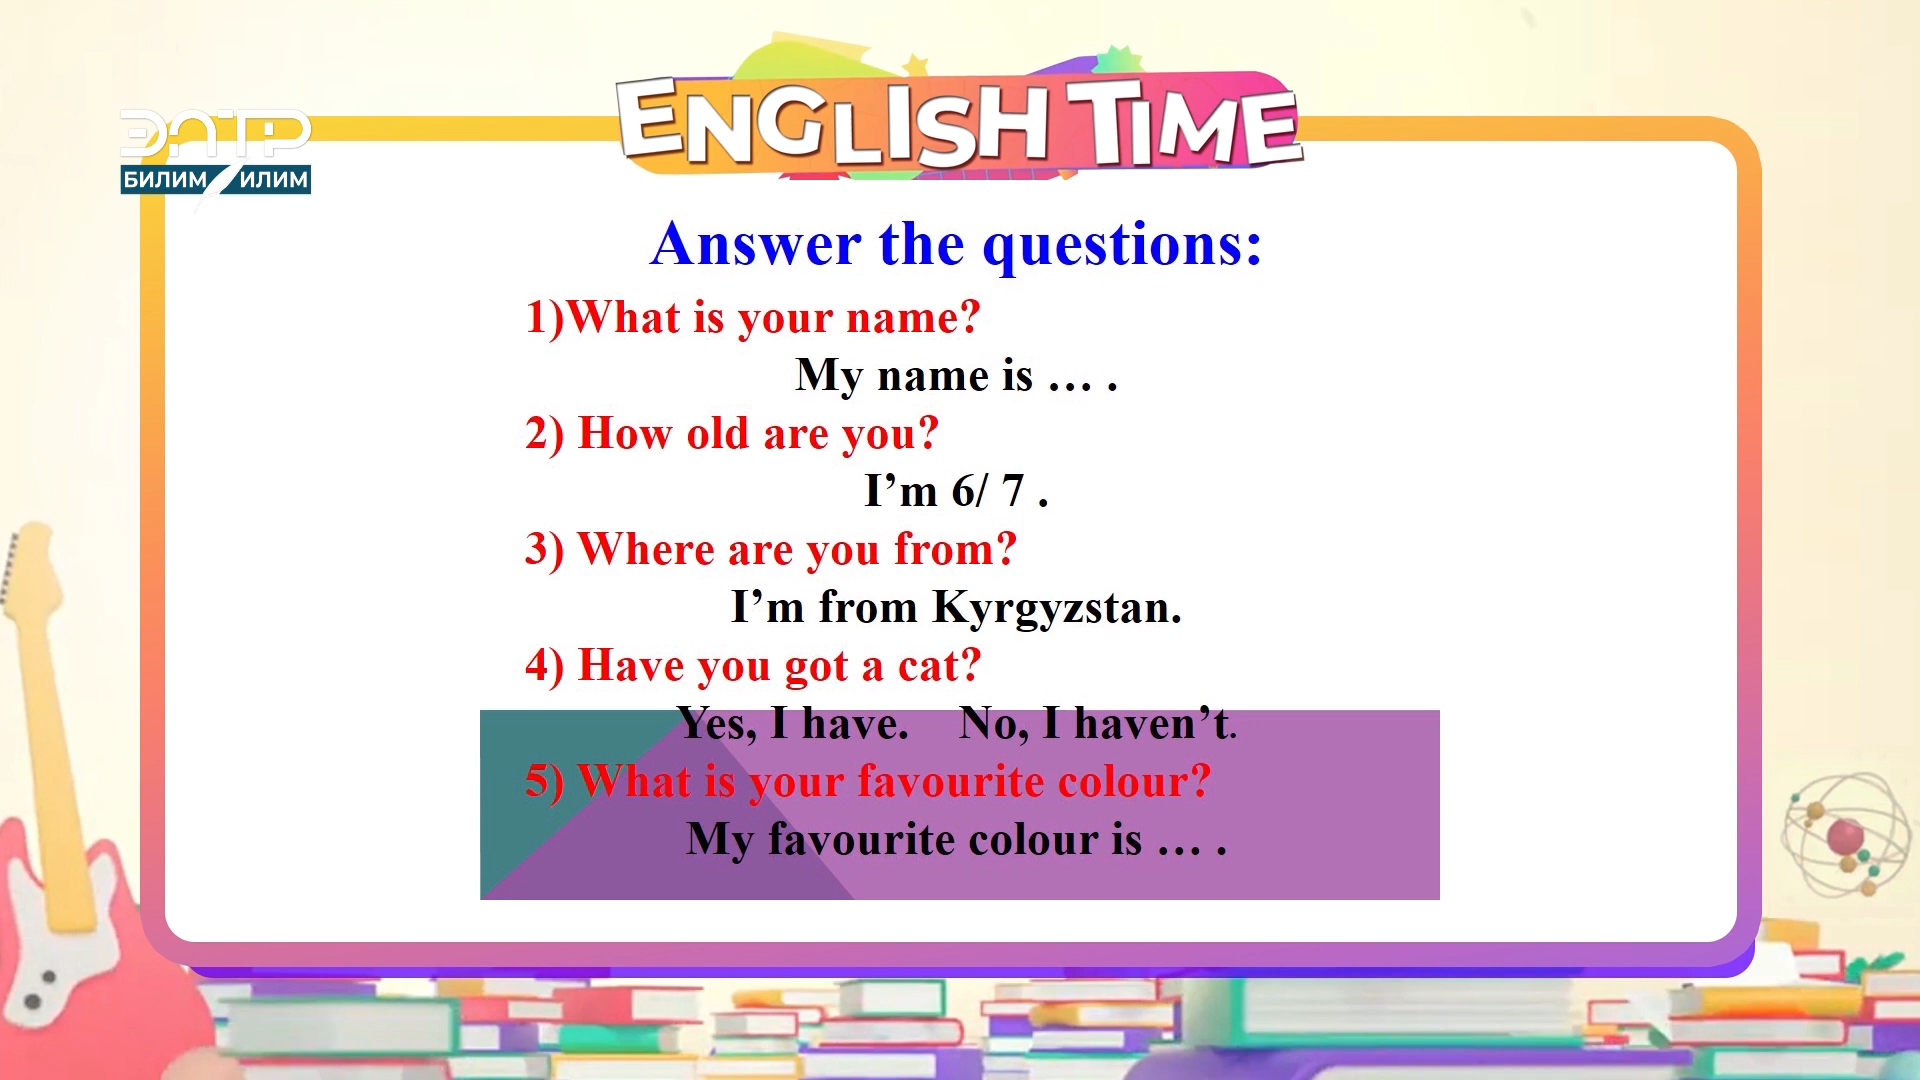 ЭЛТР
БИЛИМ ИЛИМ
ENGLISH TIME
Answer the questions:
1)What is your name?
My name is … .
2) How old are you?
I’m 6/ 7 .
3) Where are you from?
I’m from Kyrgyzstan.
4) Have you got a cat?
Yes, I have. No, I haven’t.
5) What is your favourite colour?
My favourite colour is … .